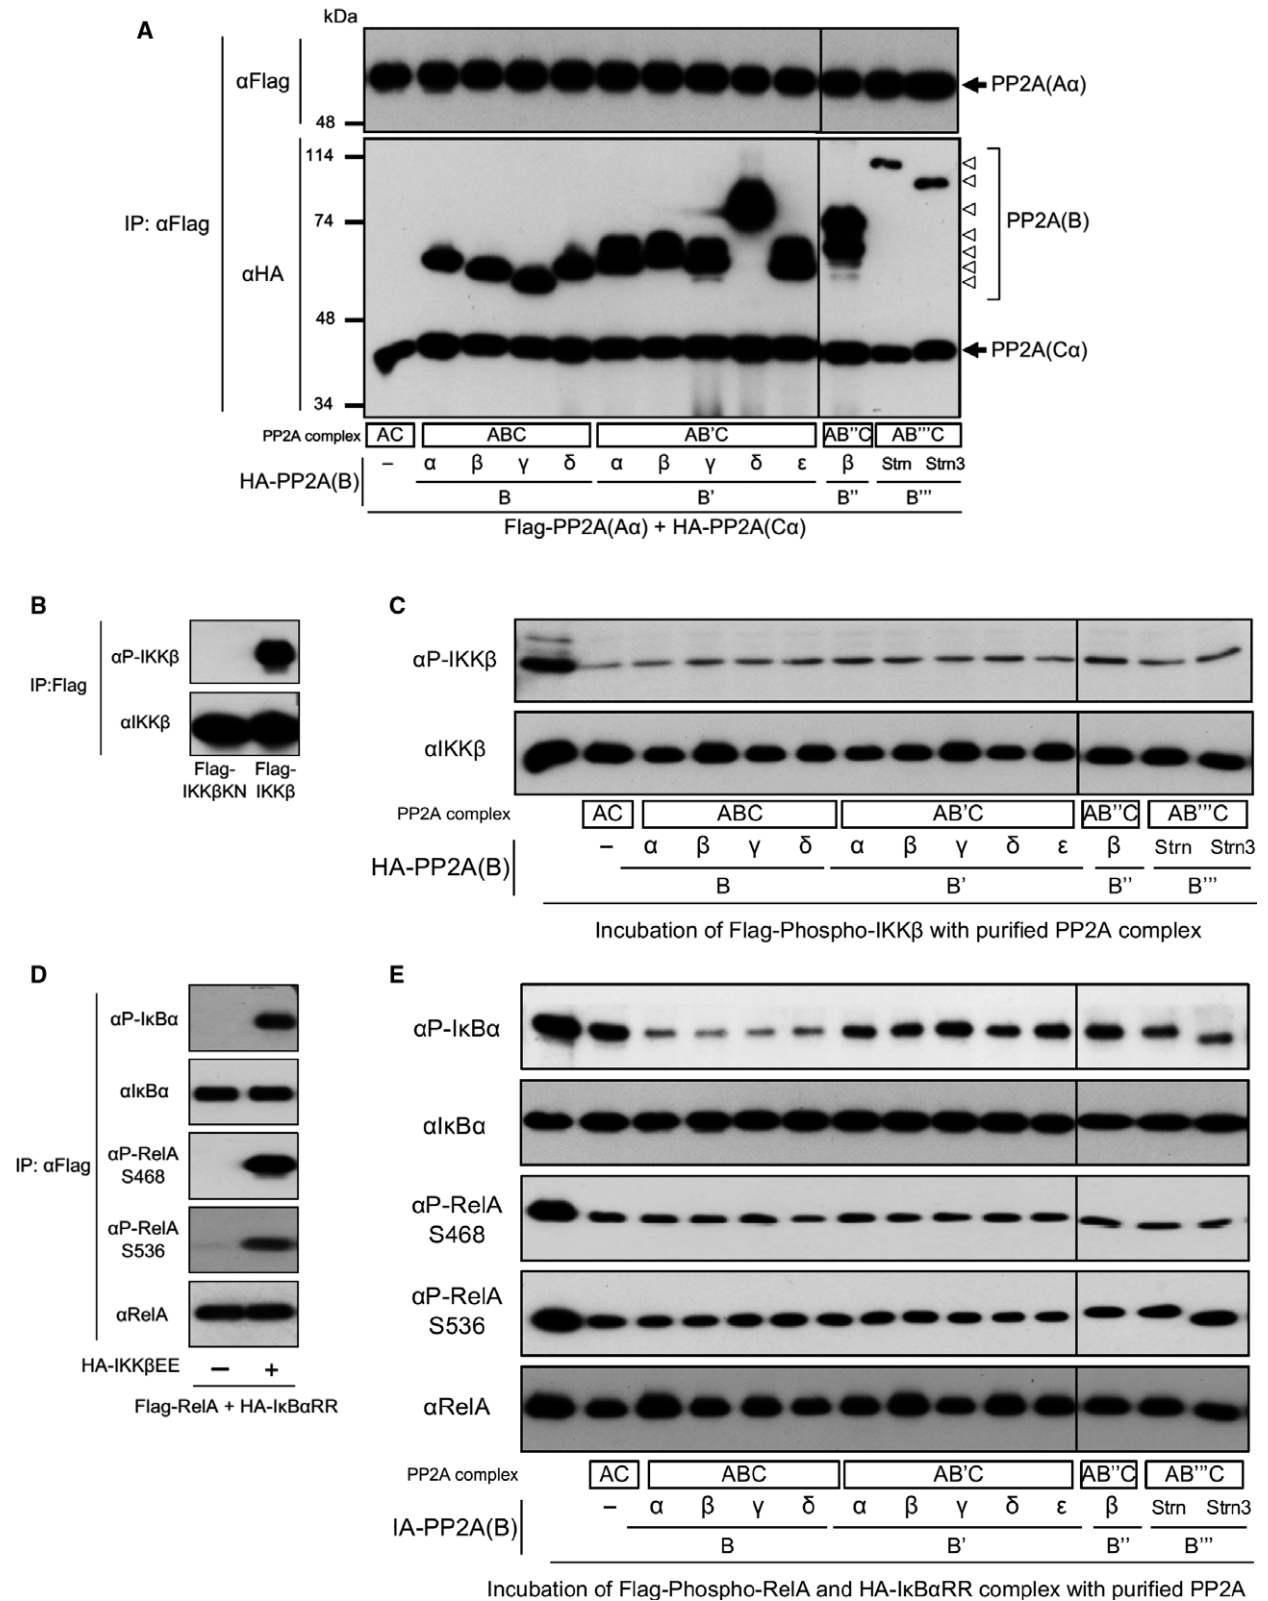 A
kDa
αFlag
PP2A(Aα)
48
114
IP: αFlag
74
PP2A(B)
αHA
48
PP2A(Cα)
34
PP2A complex AC ABC AB'C AB''C AB'''C
HA-PP2A(B) – α β γ δ α β γ δ ε β Strn Strn3
B B' B'' B'''
Flag-PP2A(Aα) + HA-PP2A(Cα)
B
IP:Flag
αP-IKKβ
αIKKβ
Flag- Flag-
IKKβKN IKKβ
C
αP-IKKβ
αIKKβ
PP2A complex AC ABC AB'C AB''C AB'''C
HA-PP2A(B) – α β γ δ α β γ δ ε β Strn Strn3
B B' B'' B'''
Incubation of Flag-Phospho-IKKβ with purified PP2A complex
D
αP-IκBα
αIκBα
IP: αFlag
αP-RelA
S468
αP-RelA
S536
αRelA
HA-IKKβEE – +
Flag-RelA + HA-IκBαRR
E
αP-IκBα
αIκBα
αP-RelA
S468
αP-RelA
S536
αRelA
PP2A complex AC ABC AB'C AB''C AB'''C
IA-PP2A(B) – α β γ δ α β γ δ ε β Strn Strn3
B B' B'' B'''
Incubation of Flag-Phospho-RelA and HA-IκBαRR complex with purified PP2A